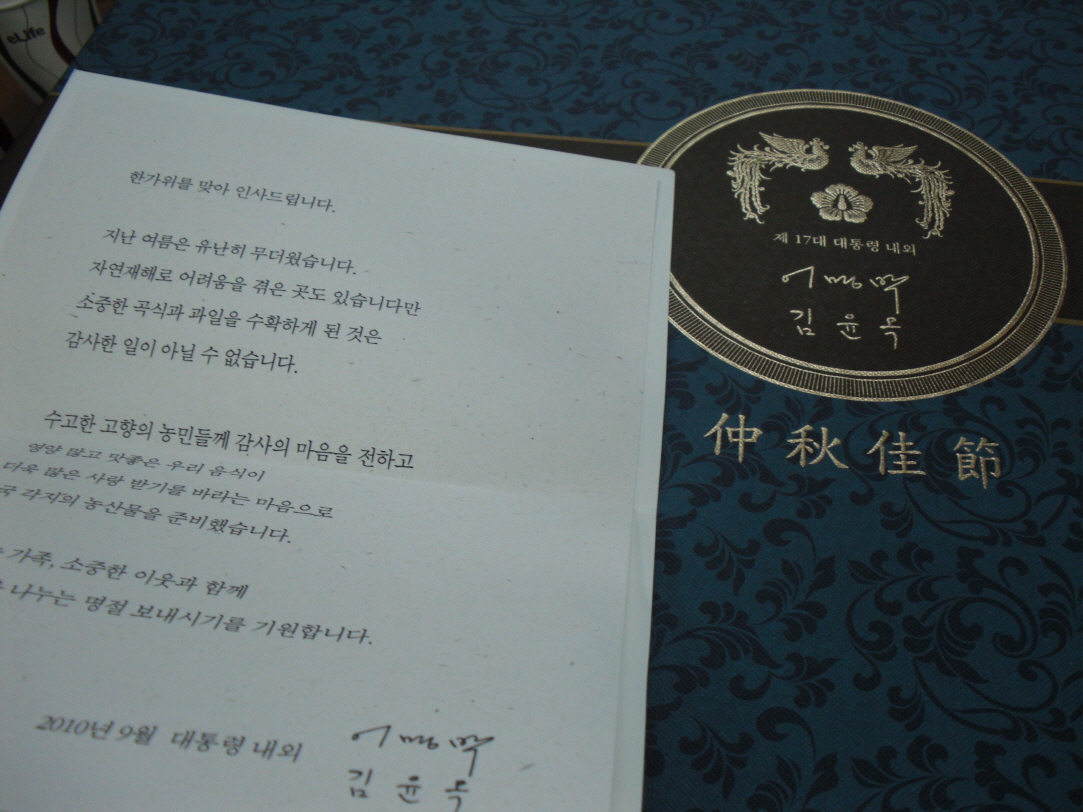 eLife
한가위를 맞아 인사드립니다.
지난 여름은 유난히 무더웠습니다.
자연재해로 어려움을 겪은 곳도 있습니다만
소중한 곡식과 과일을 수확하게 된 것은
감사한 일이 아닐 수 없습니다.
수고한 고향의 농민들께 감사의 마음을 전하고
영양 많고 맛좋은 우리 음식이
더욱 많은 사랑 받기를 바라는 마음으로
국 각지의 농산물을 준비했습니다.
가족, 소중한 이웃과 함께
나누는 명절 보내시기를 기원합니다.
2010년 9월 대통령 내외
이명박
김윤옥
제 17대 대통령 내외
이명박
김윤옥
仲秋佳節